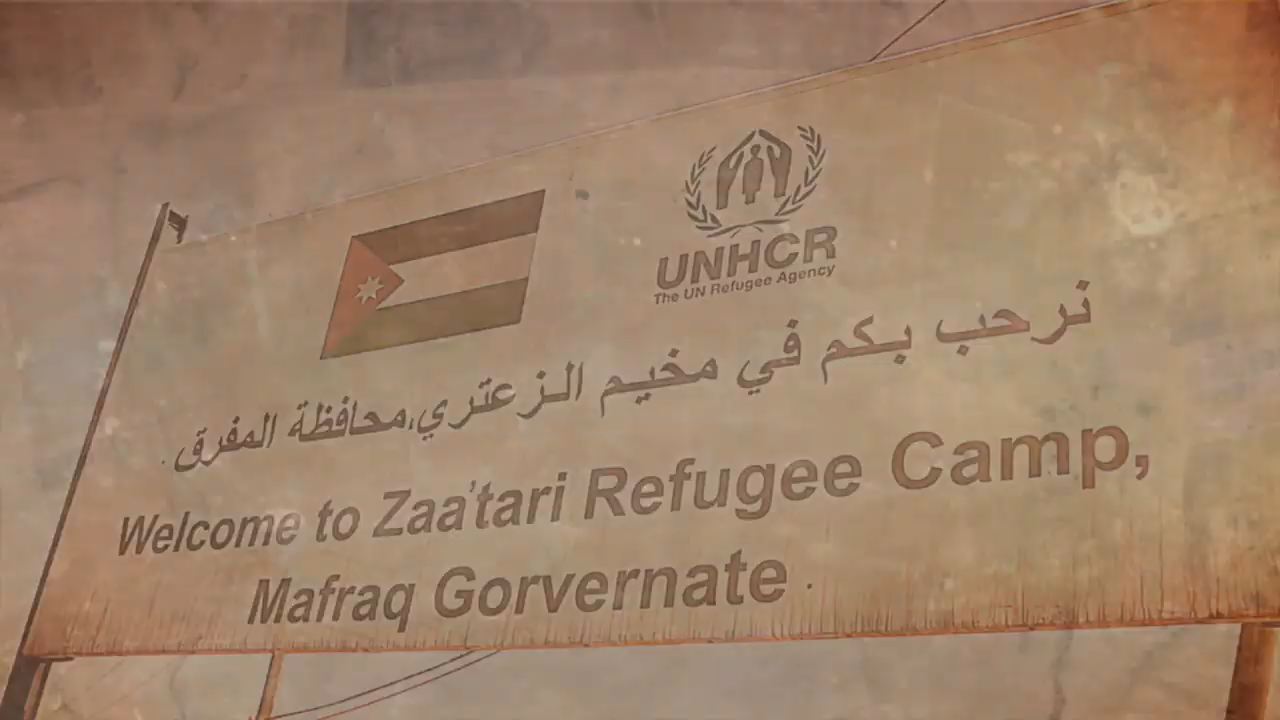 UNHCR
The UN Refugee Agency
نرحب بكم في مخيم الزعتري،محافظة المفرق.
Welcome to Zaa'tari Refugee Camp,
Mafraq Gorvernate.